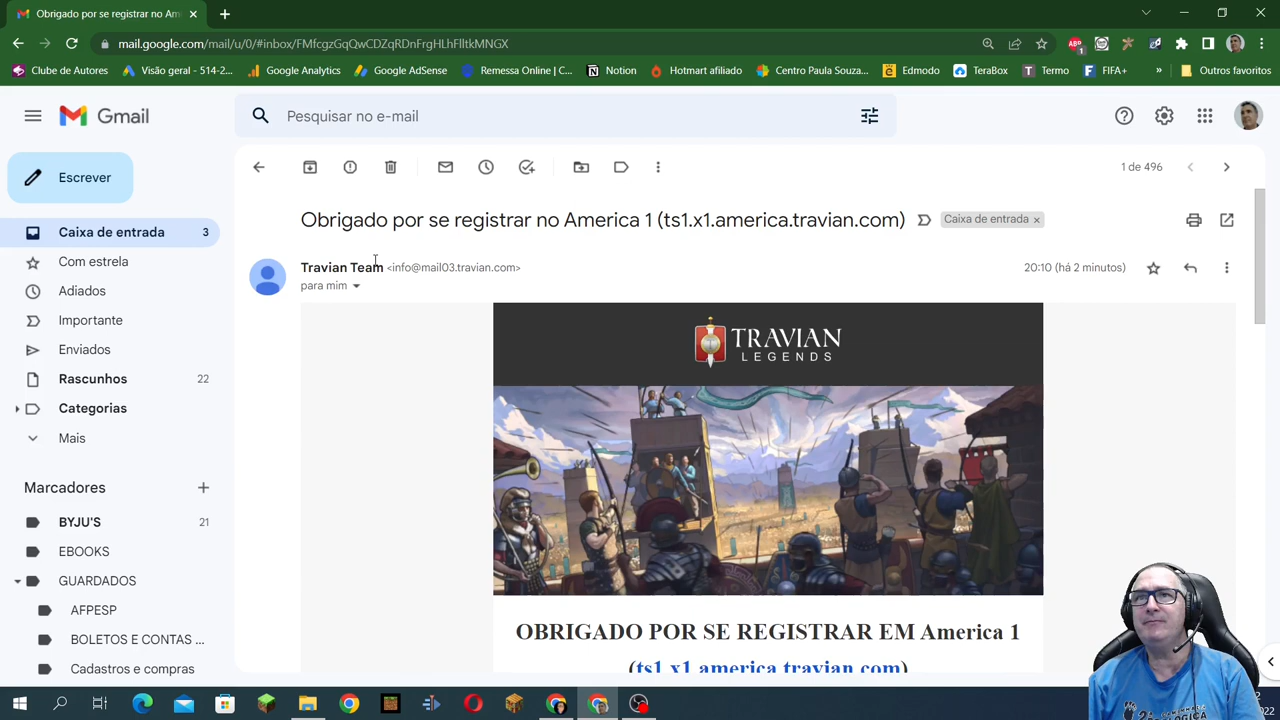 Obrigado por se registrar no Am
mail.google.com/mail/u/0/#inbox/FMfcgzGqQwCDZqRDnFrgHLhFlltkMNGX
Clube de Autores
Visão geral - 514-2...
Google Analytics
Google AdSense
Remessa Online | C...
Notion
Hotmart afiliado
Centro Paula Souza...
Edmodo
TeraBox
Termo
FIFA+
»
Outros favoritos
Gmail
Pesquisar no e-mail
Escrever
1 de 496
Caixa de entrada 3
Com estrela
Adiados
Importante
Enviados
Rascunhos 22
Categorias
Mais
Marcadores
BYJU'S 21
EBOOKS
GUARDADOS
AFPESP
BOLETOS E CONTAS ...
Cadastros e compras
Obrigado por se registrar no America 1 (ts1.x1.america.travian.com)
Caixa de entrada ×
Travian Team <info@mail03.travian.com>
20:10 (há 2 minutos)
para mim
TRAVIAN
LEGENDS
OBRIGADO POR SE REGISTRAR EM America 1
(ts1.x1.america.travian.com)